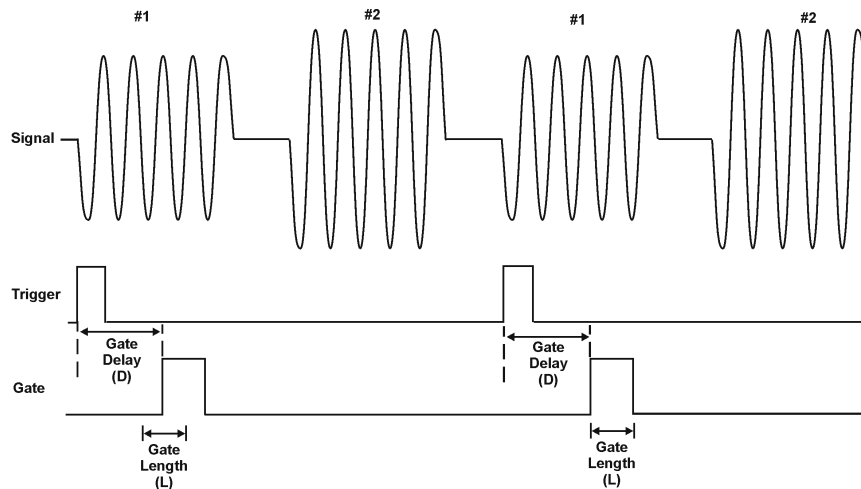 #1
#2
#1
#2
Signal
Trigger
Gate
Delay
(D)
Gate
Delay
(D)
Gate
Gate
Length
(L)
Gate
Length
(L)